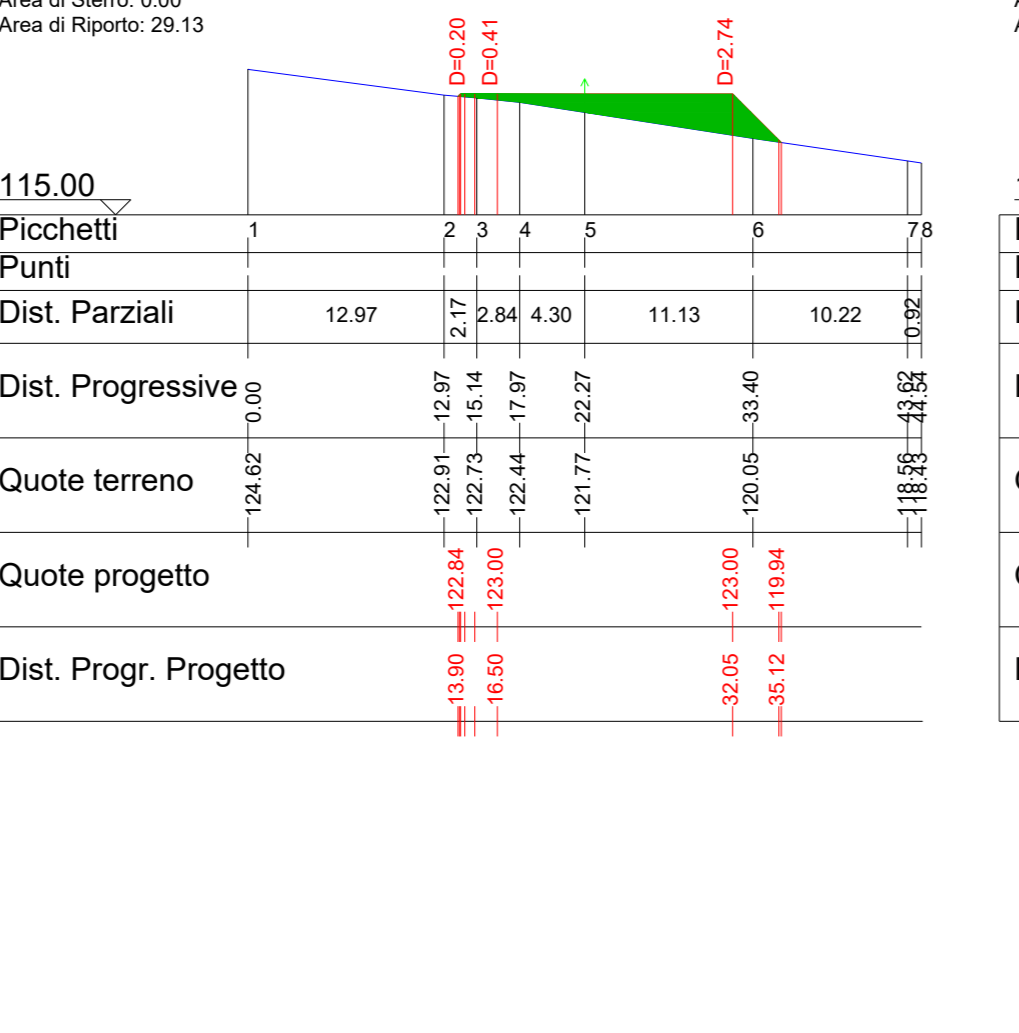 Area di Sterro: 0.00
Area di Riporto: 29.13
D=0.20 D=0.41 D=2.74
115.00
Picchetti 1 2 3 4 5 6 7 8
Punti
Dist. Parziali 12.97 2.17 2.84 4.30 11.13 10.22 0.92
Dist. Progressive 0.00 12.97 15.14 17.97 22.27 33.40 43.62 44.54
Quote terreno 124.62 122.91 122.73 122.44 121.77 120.05 118.56 118.43
Quote progetto 122.84 123.00 123.00 119.94
Dist. Progr. Progetto 13.90 16.50 32.05 35.12